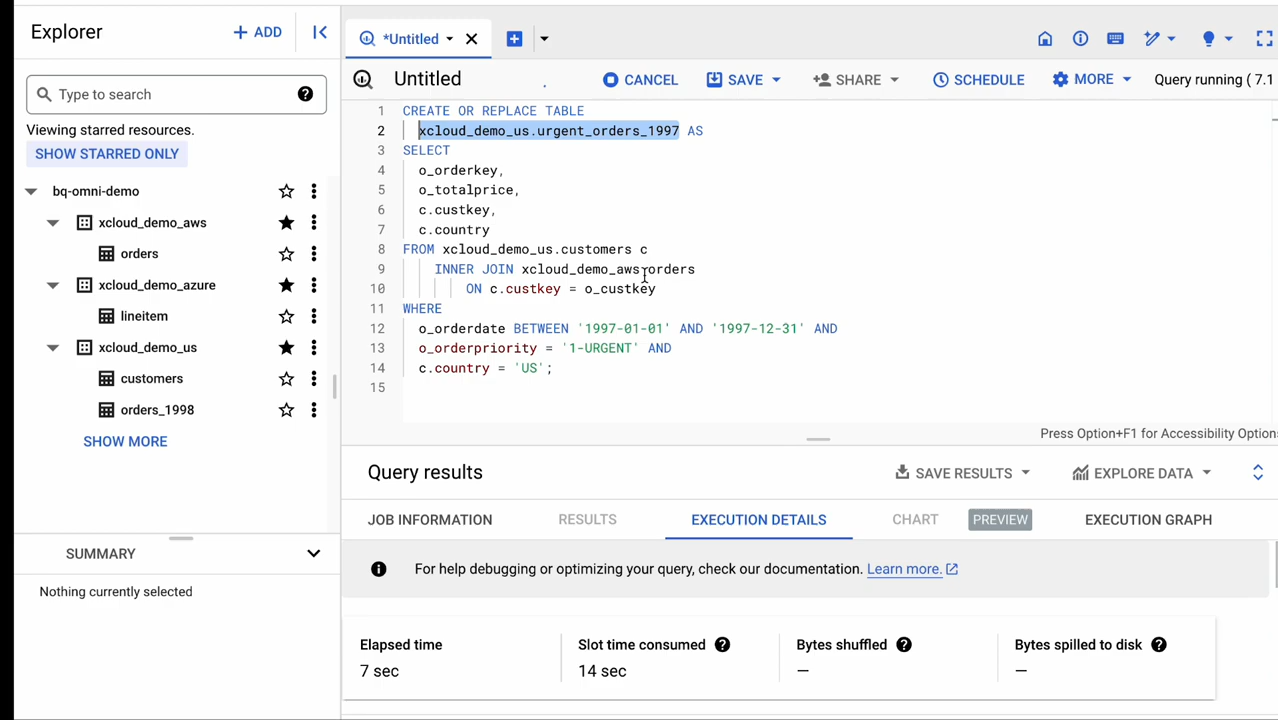 Explorer
+ ADD
*Untitled
Type to search
Viewing starred resources.
SHOW STARRED ONLY
bq-omni-demo
xcloud_demo_aws
orders
xcloud_demo_azure
lineitem
xcloud_demo_us
customers
orders_1998
SHOW MORE
SUMMARY
Nothing currently selected
Untitled
CANCEL
SAVE
SHARE
SCHEDULE
MORE
Query running ( 7.1
1 CREATE OR REPLACE TABLE
2 xcloud_demo_us.urgent_orders_1997 AS
3 SELECT
4 o_orderkey,
5 o_totalprice,
6 c.custkey,
7 c.country
8 FROM xcloud_demo_us.customers c
9 INNER JOIN xcloud_demo_aws.orders
10 ON c.custkey = o_custkey
11 WHERE
12 o_orderdate BETWEEN '1997-01-01' AND '1997-12-31' AND
13 o_orderpriority = '1-URGENT' AND
14 c.country = 'US';
15
Press Option+F1 for Accessibility Options
Query results
SAVE RESULTS
EXPLORE DATA
JOB INFORMATION
RESULTS
EXECUTION DETAILS
CHART
PREVIEW
EXECUTION GRAPH
For help debugging or optimizing your query, check our documentation. Learn more.
Elapsed time
7 sec
Slot time consumed
14 sec
Bytes shuffled
—
Bytes spilled to disk
—